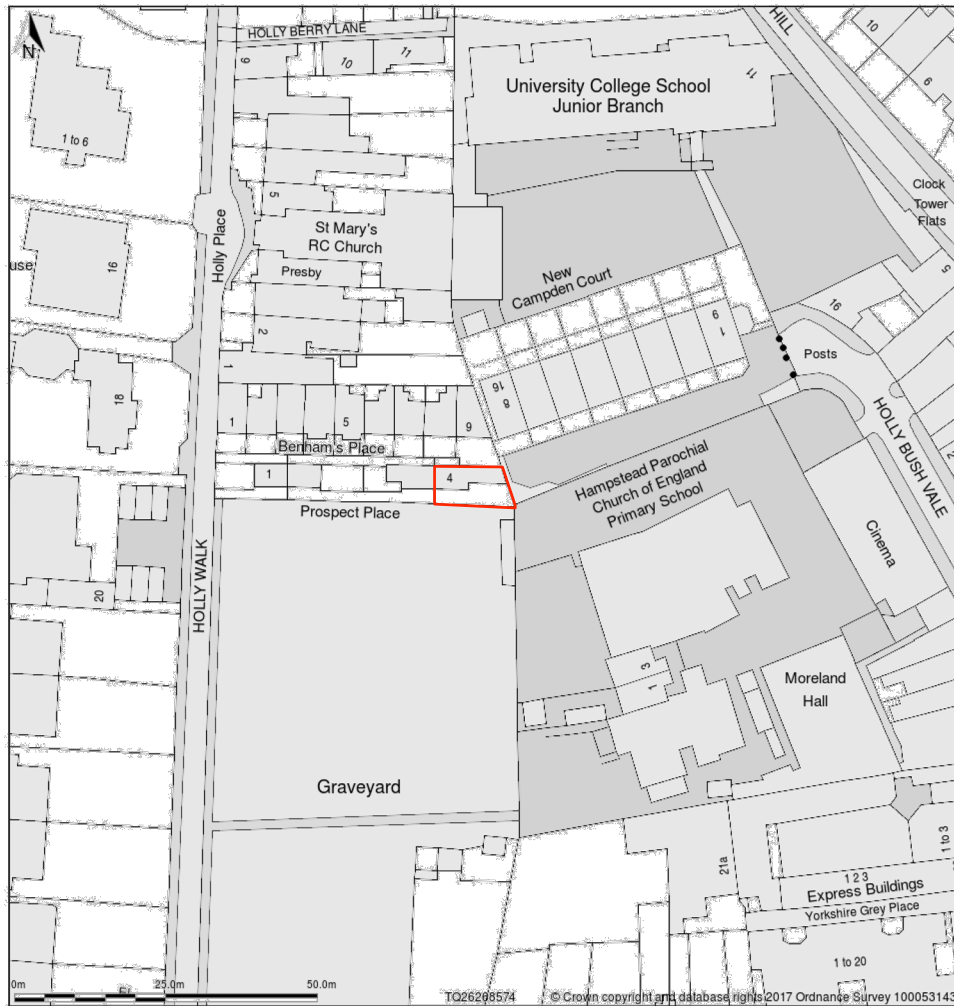 N
HOLLY BERRY LANE
9
10
11
HILL
10
6
11
University College School
Junior Branch
1 to 6
Clock
Tower
Flats
5
5
St Mary's
RC Church
Holly Place
Presby
use
16
New
Campden Court
16
2
9
1
Posts
1
16
8
18
1
5
9
HOLLY BUSH VALE
2
Benham's Place
1
4
Hampstead Parochial
Church of England
Primary School
Prospect Place
Cinema
HOLLY WALK
20
3
1
Moreland
Hall
Graveyard
21a
1 to 3
1 2 3
Express Buildings
Yorkshire Grey Place
1 to 20
0m
25.0m
50.0m
TQ26268574
© Crown copyright and database rights 2017 Ordnance Survey 100053143